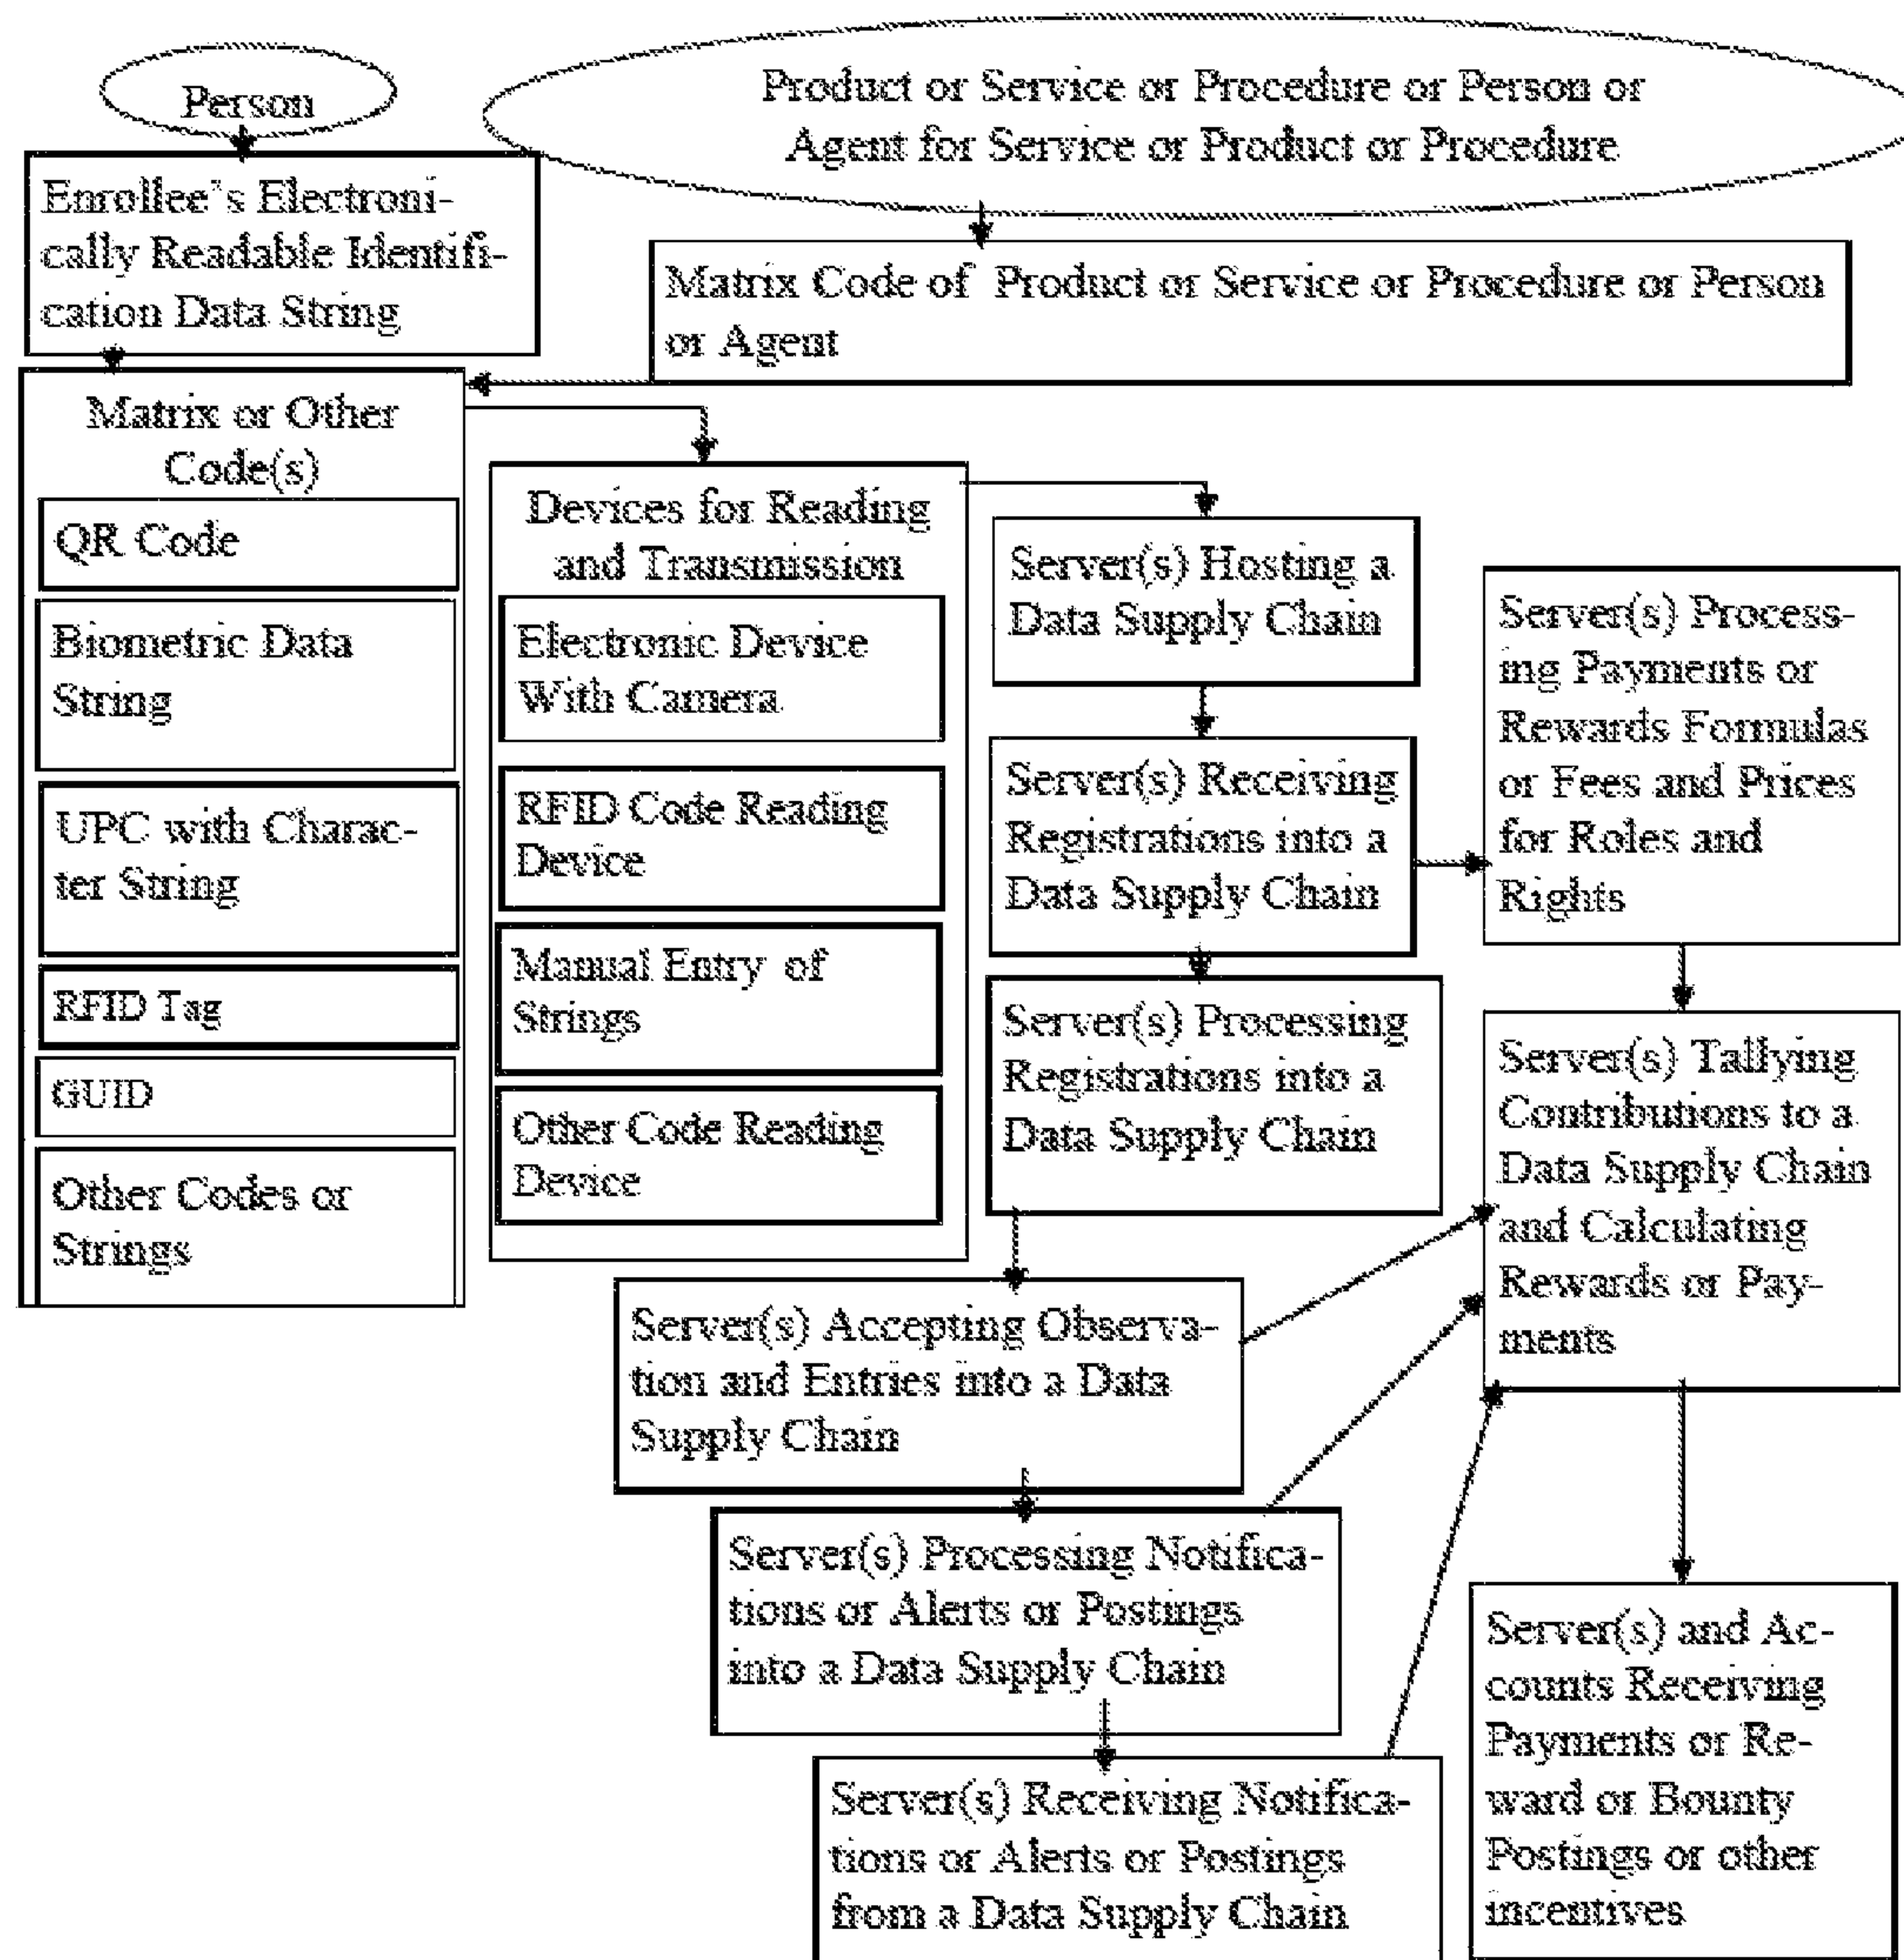 Person
Product or Service or Procedure or Person or
Agent for Service or Product or Procedure
Enrollee"s Electroni-
cally Readable Identifi-
cation Data String
Matrix Code of Product or Service or Procedure or Person
or Agent
Matrix or Other
Code(s)
QR Code
Biometric Data
String
UPC with Charac-
ter String
RFID Tag
GUID
Other Codes or
Strings
Devices for Reading
and Transmission
Electronic Device
With Camera
RFID Code Reading
Device
Manual Entry of
Strings
Other Code Reading
Device
Server(s) Hosting a
Data Supply Chain
Server(s) Receiving
Registrations into a
Data Supply Chain
Server(s) Processing
Registrations into a
Data Supply Chain
Server(s) Process-
ing Payments or
Rewards Formulas
or Fees and Prices
for Roles and
Rights
Server(s) Tallying
Contributions to a
Data Supply Chain
and Calculating
Rewards or Pay-
ments
Server(s) Accepting Observa-
tion and Entries into a Data
Supply Chain
Server(s) Processing Notifica-
tions or Alerts or Postings
into a Data Supply Chain
Server(s) Receiving Notifica-
tions or Alerts or Postings
from a Data Supply Chain
Server(s) and Ac-
counts Receiving
Payments or Re-
ward or Bounty
Postings or other
incentives